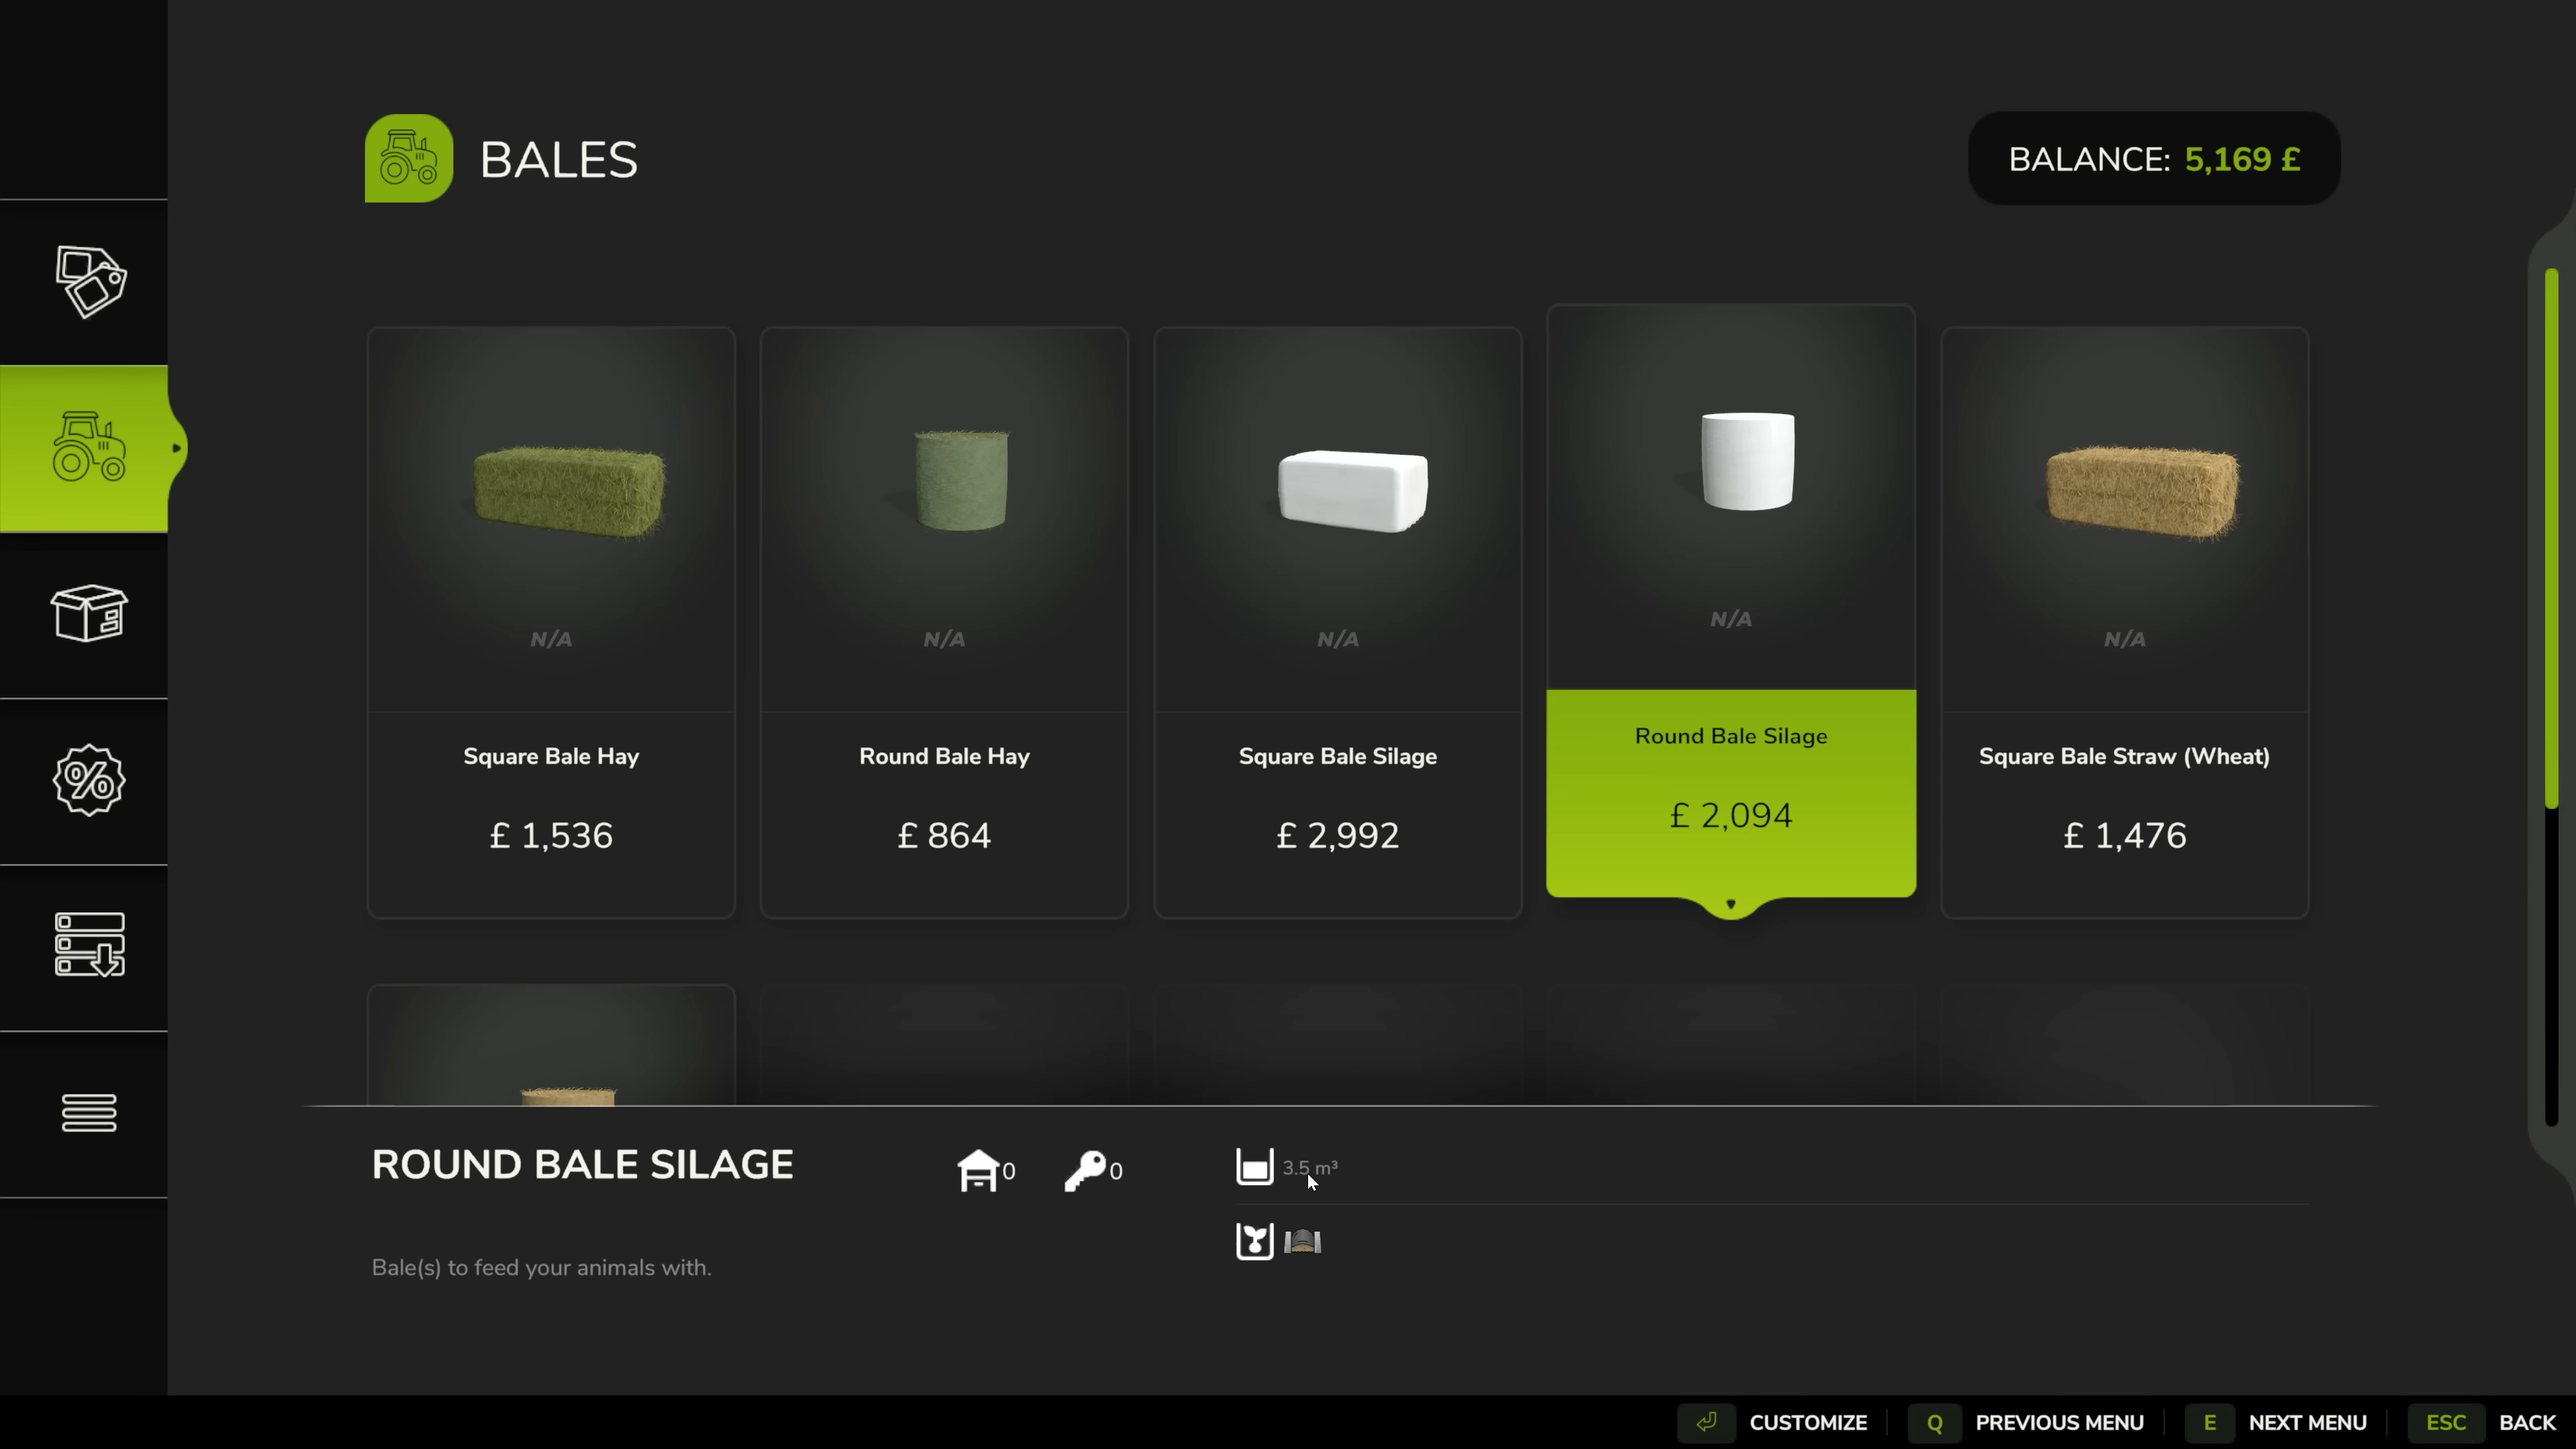 BALES
BALANCE: 5,169 £
N/A
N/A
N/A
N/A
N/A
Square Bale Hay
Round Bale Hay
Square Bale Silage
Round Bale Silage
Square Bale Straw (Wheat)
£ 1,536
£ 864
£ 2,992
£ 2,094
£ 1,476
ROUND BALE SILAGE
0
0
3.5 m³
Bale(s) to feed your animals with.
CUSTOMIZE
Q PREVIOUS MENU
E NEXT MENU
ESC BACK